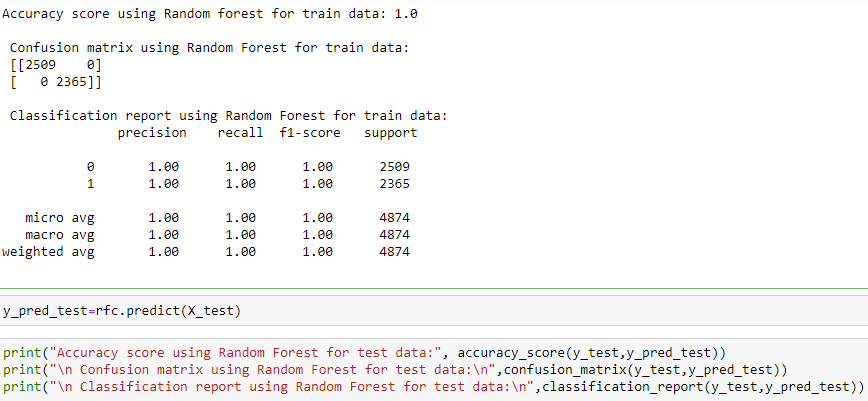 Accuracy score using Random forest for train data: 1.0
Confusion matrix using Random Forest for train data:
[[2509    0]
[   0 2365]]
Classification report using Random Forest for train data:
precision    recall  f1-score   support
0       1.00      1.00      1.00      2509
1       1.00      1.00      1.00      2365
micro avg       1.00      1.00      1.00      4874
macro avg       1.00      1.00      1.00      4874
weighted avg       1.00      1.00      1.00      4874
y_pred_test=rfc.predict(X_test)
print("Accuracy score using Random Forest for test data:", accuracy_score(y_test,y_pred_test))
print("\n Confusion matrix using Random Forest for test data:\n",confusion_matrix(y_test,y_pred_test))
print("\n Classification report using Random Forest for test data:\n",classification_report(y_test,y_pred_test))